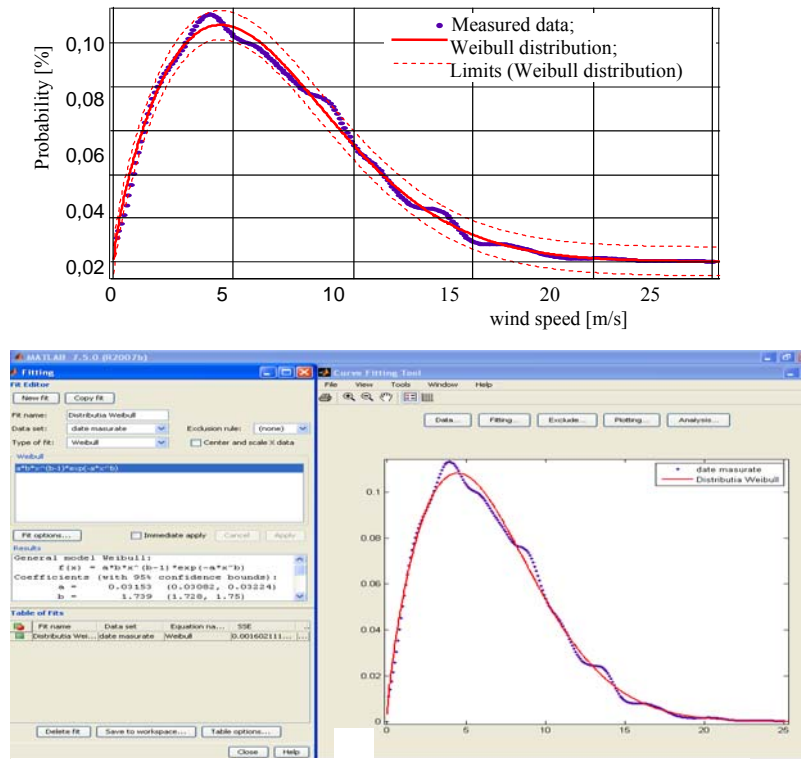 Measured data;
Weibull distribution;
Limits (Weibull distribution)
Probability [%]
0,10
0,08
0,06
0,04
0,02
0 5 10 15 20 25
wind speed [m/s]
MATLAB 7.5.0 (R2007b)
Fitting
Fit Editor
New fit Copy fit
Fit name: Distributia Weibull
Data set: date masurate Exclusion rule: (none)
Type of fit: Weibull Center and scale X data
Weibull
a*b*x^(b-1)*exp(-a*x^b)
Fit options... Immediate apply Cancel Apply
Results
General model Weibull:
f(x) = a*b*x^(b-1)*exp(-a*x^b)
Coefficients (with 95% confidence bounds):
a = 0.03153 (0.03082, 0.03224)
b = 1.739 (1.728, 1.75)
Table of Fits
Fit name Data set Equation na... SSE ...
Distributia Wei... date masurate Weibull 0.001602111... ...
Delete fit Save to workspace... Table options...
Close Help
Curve Fitting Tool
File View Tools Window Help
Data... Fitting... Exclude... Plotting... Analysis...
date masurate
Distributia Weibull
0.1
0.08
0.06
0.04
0.02
0
0 5 10 15 20 25